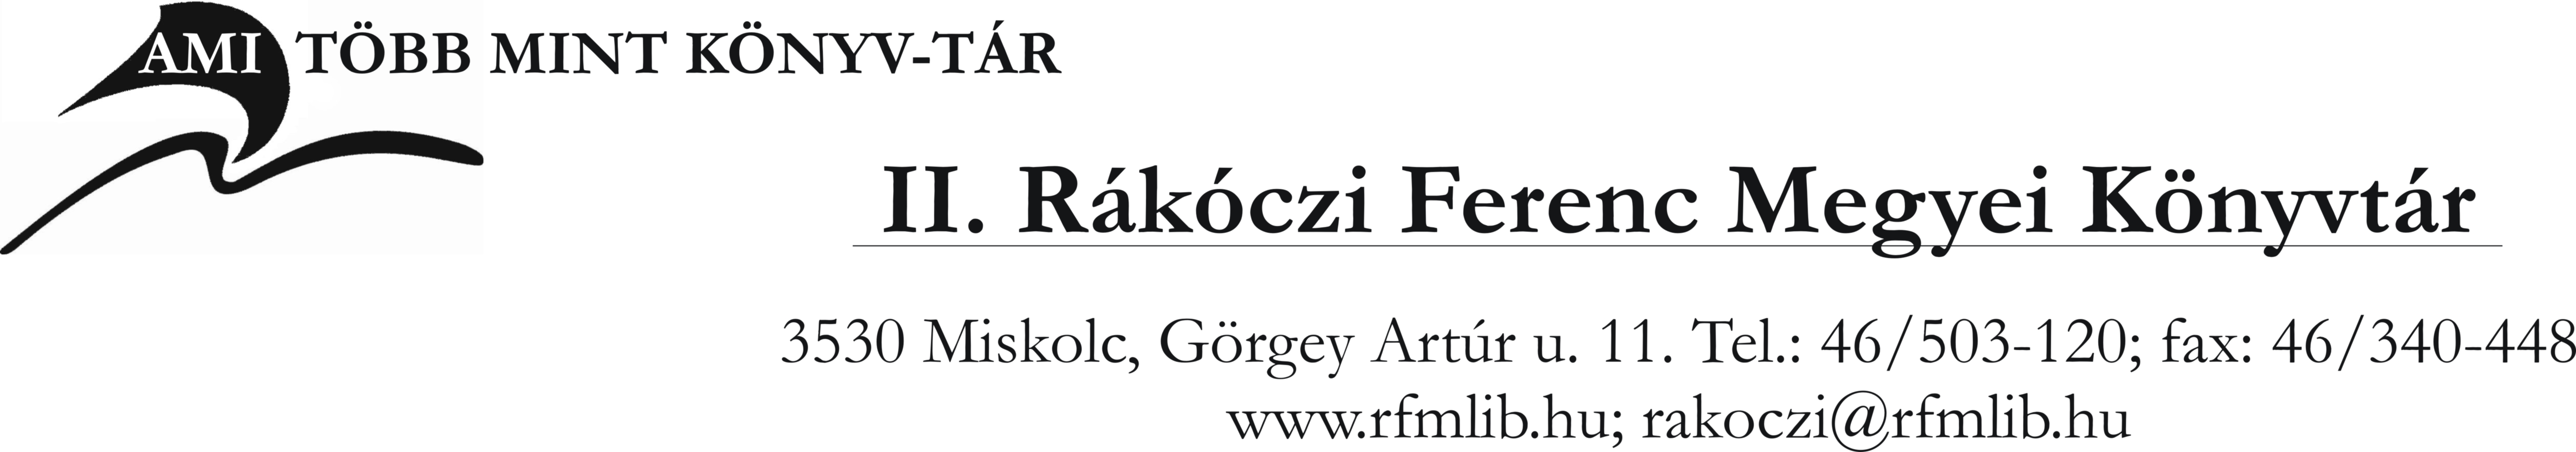 AMI TÖBB MINT KÖNYV-TÁR
II. Rákóczi Ferenc Megyei Könyvtár
3530 Miskolc, Görgey Artúr u. 11. Tel.: 46/503-120; fax: 46/340-448
www.rfmlib.hu; rakoczi@rfmlib.hu